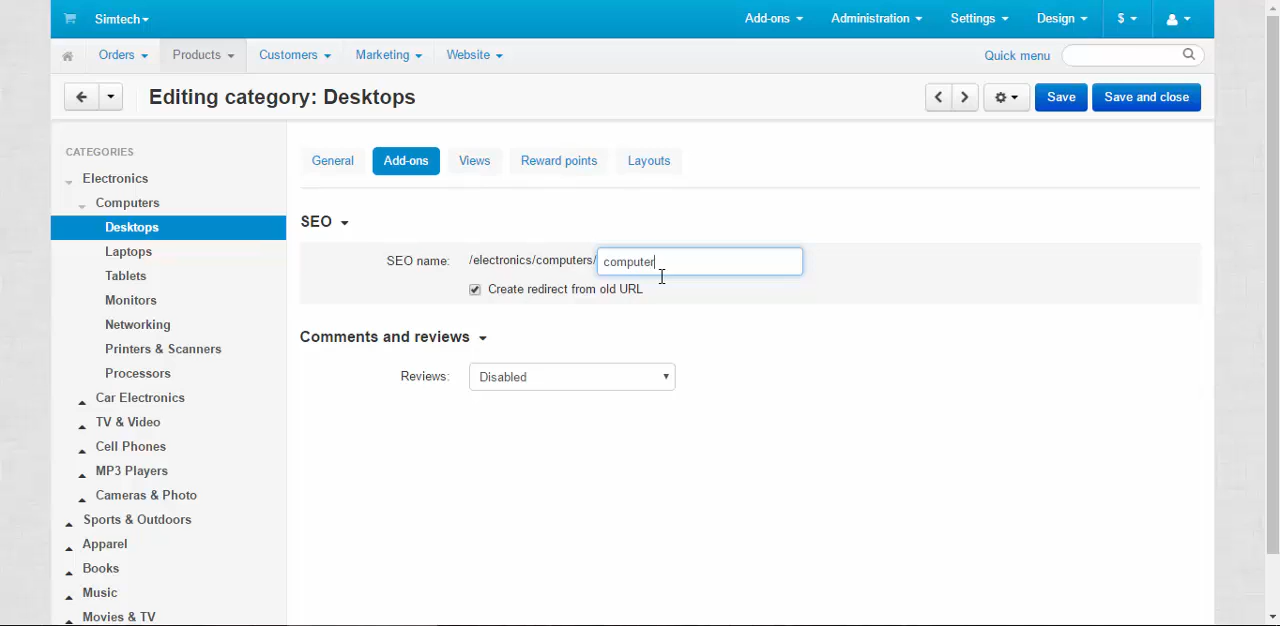 Simtech
Add-ons
Administration
Settings
Design
$
Orders
Products
Customers
Marketing
Website
Quick menu
Editing category: Desktops
Save
Save and close
CATEGORIES
Electronics
Computers
Desktops
Laptops
Tablets
Monitors
Networking
Printers & Scanners
Processors
Car Electronics
TV & Video
Cell Phones
MP3 Players
Cameras & Photo
Sports & Outdoors
Apparel
Books
Music
Movies & TV
General
Add-ons
Views
Reward points
Layouts
SEO
SEO name: /electronics/computers/ computer
Create redirect from old URL
Comments and reviews
Reviews: Disabled